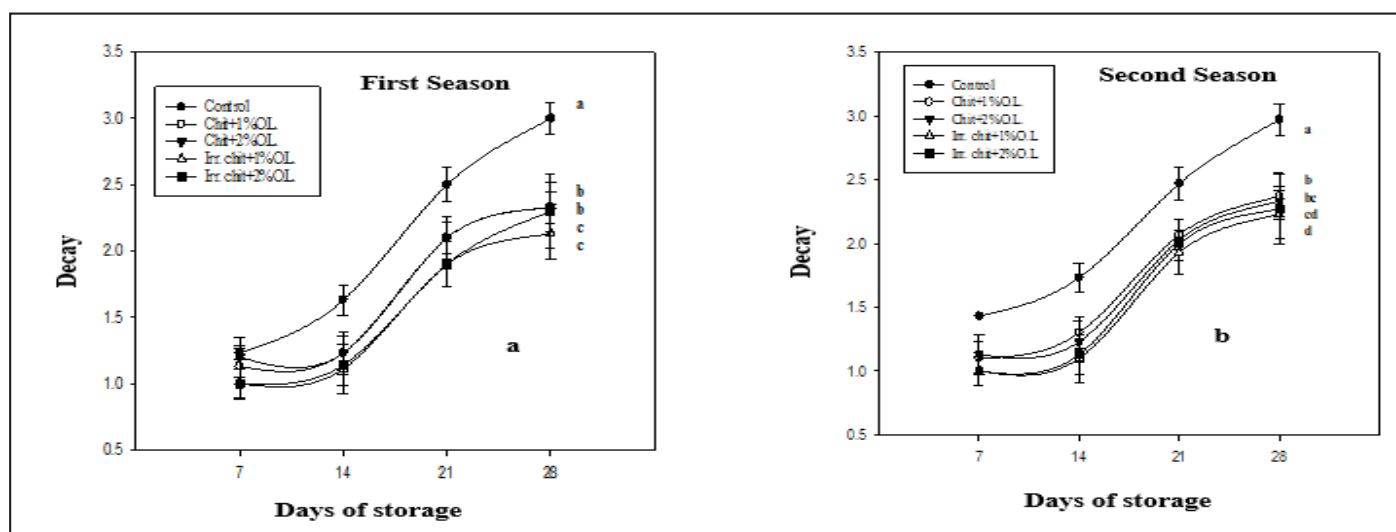 First Season
Control
Chit+1%O.L.
Chit+2%O.L.
Irr. chit+1%O.L.
Irr. chit+2%O.L.
Decay
3.5
3.0
2.5
2.0
1.5
1.0
0.5
a
b
b
c
c
a
7 14 21 28
Days of storage
Second Season
Control
Chit+1%O.L.
Chit+2%O.L.
Irr. chit+1%O.L.
Irr. chit+2%O.L
Decay
3.5
3.0
2.5
2.0
1.5
1.0
0.5
a
b
bc
cd
d
b
7 14 21 28
Days of storage